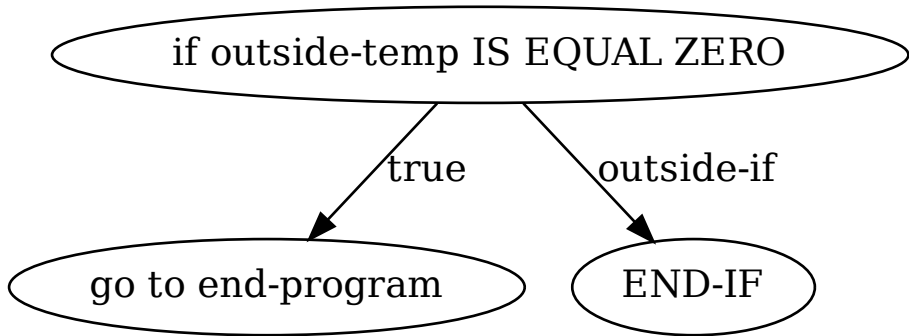 if outside-temp IS EQUAL ZERO
true
outside-if
go to end-program
END-IF